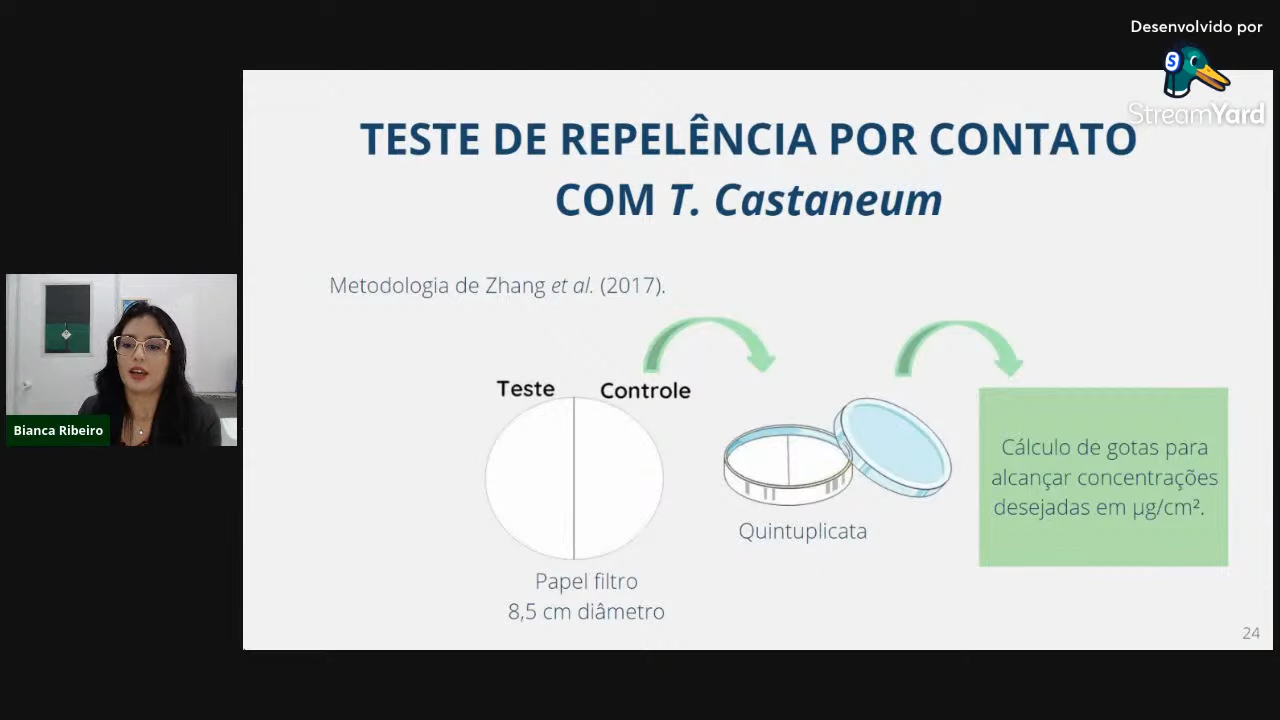 Desenvolvido por
StreamYard
TESTE DE REPELÊNCIA POR CONTATO
COM T. Castaneum
Metodologia de Zhang et al. (2017).
Teste
Controle
Papel filtro
8,5 cm diâmetro
Quintuplicata
Cálculo de gotas para
alcançar concentrações
desejadas em µg/cm².
Bianca Ribeiro
24